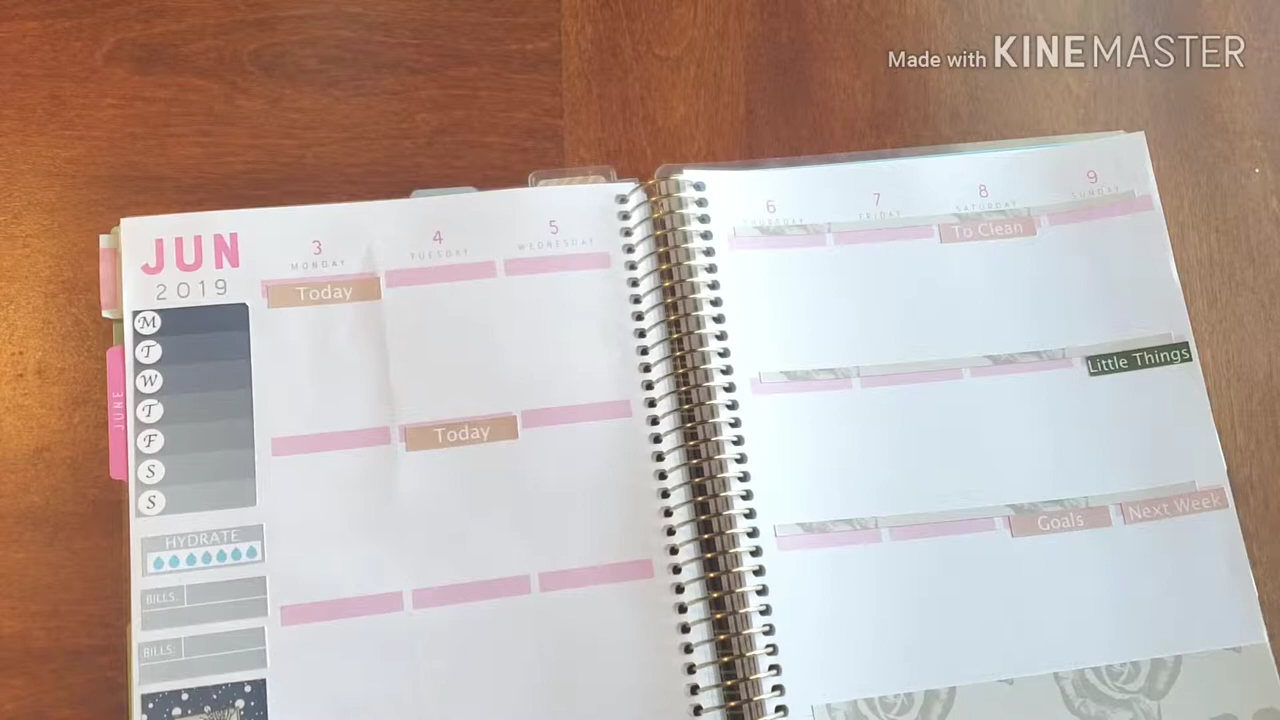 Made with KINEMASTER
JUN
2019
3
MONDAY
4
TUESDAY
5
WEDNESDAY
6
THURSDAY
7
FRIDAY
8
SATURDAY
9
SUNDAY
Today
To Clean
M
T
W
T
F
S
S
JUNE
Today
Little Things
Goals
Next Week
HYDRATE
BILLS:
BILLS: